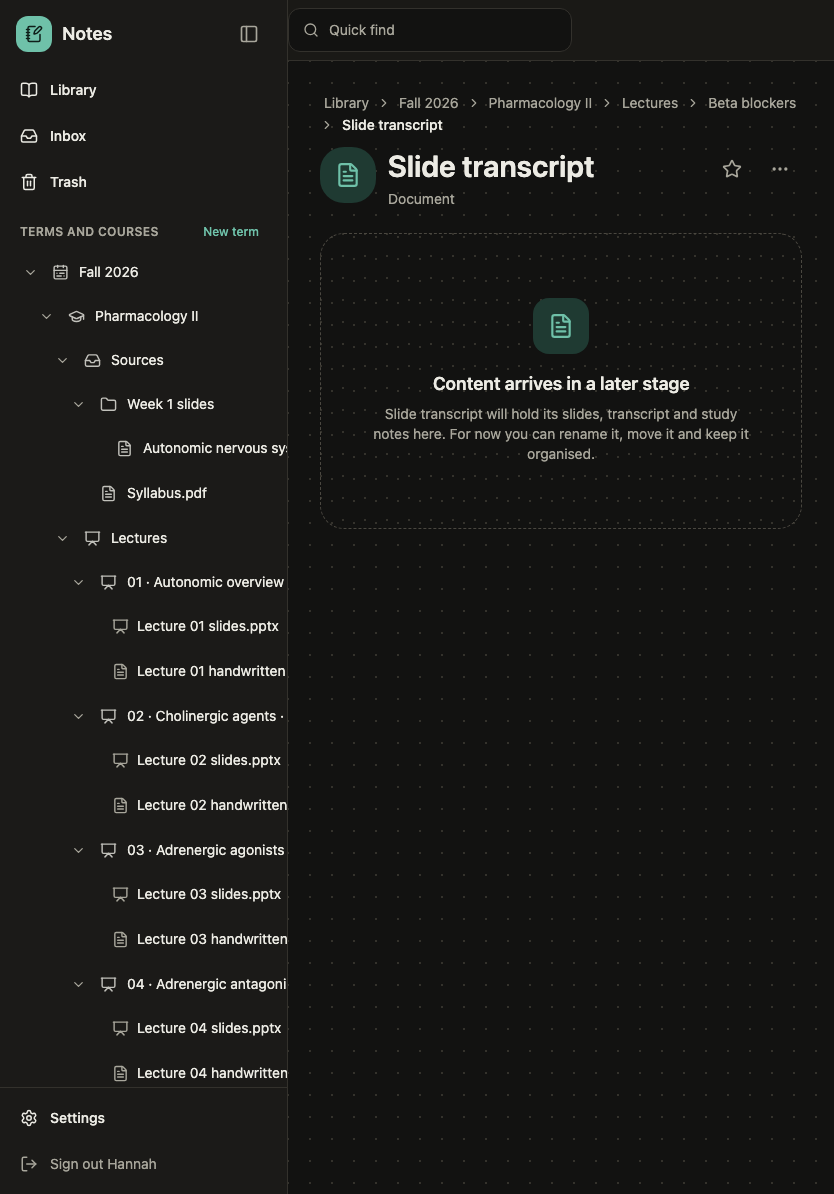 Notes
Library
Inbox
Trash
TERMS AND COURSES
New term
Fall 2026
Pharmacology II
Sources
Week 1 slides
Autonomic nervous sy
Syllabus.pdf
Lectures
01 · Autonomic overview
Lecture 01 slides.pptx
Lecture 01 handwritten
02 · Cholinergic agents ·
Lecture 02 slides.pptx
Lecture 02 handwritten
03 · Adrenergic agonists
Lecture 03 slides.pptx
Lecture 03 handwritten
04 · Adrenergic antagoni
Lecture 04 slides.pptx
Lecture 04 handwritten
Settings
Sign out Hannah
Quick find
Library > Fall 2026 > Pharmacology II > Lectures > Beta blockers
> Slide transcript
Slide transcript
Document
Content arrives in a later stage
Slide transcript will hold its slides, transcript and study
notes here. For now you can rename it, move it and keep it
organised.